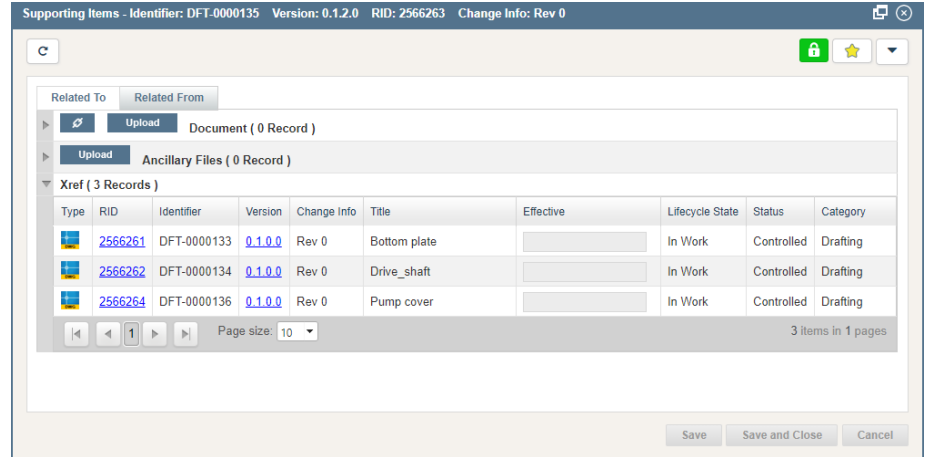 Supporting Items - Identifier: DFT-0000135 Version: 0.1.2.0 RID: 2566263 Change Info: Rev 0
Related To Related From
Upload Document ( 0 Record )
Upload Ancillary Files ( 0 Record )
Xref ( 3 Records )
Type RID Identifier Version Change Info Title Effective Lifecycle State Status Category
2566261 DFT-0000133 0.1.0.0 Rev 0 Bottom plate In Work Controlled Drafting
2566262 DFT-0000134 0.1.0.0 Rev 0 Drive_shaft In Work Controlled Drafting
2566264 DFT-0000136 0.1.0.0 Rev 0 Pump cover In Work Controlled Drafting
1 Page size: 10 3 items in 1 pages
Save Save and Close Cancel